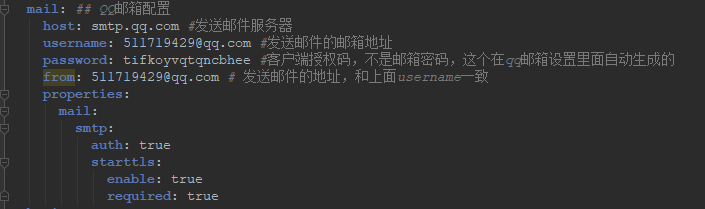 mail: ## QQ邮箱配置
host: smtp.qq.com #发送邮件服务器
username: 511719429@qq.com #发送邮件的邮箱地址
password: tifkoyvqtqncbhee #客户端授权码，不是邮箱密码，这个在qq邮箱设置里面自动生成的
from: 511719429@qq.com # 发送邮件的地址，和上面username一致
properties:
mail:
smtp:
auth: true
starttls:
enable: true
required: true